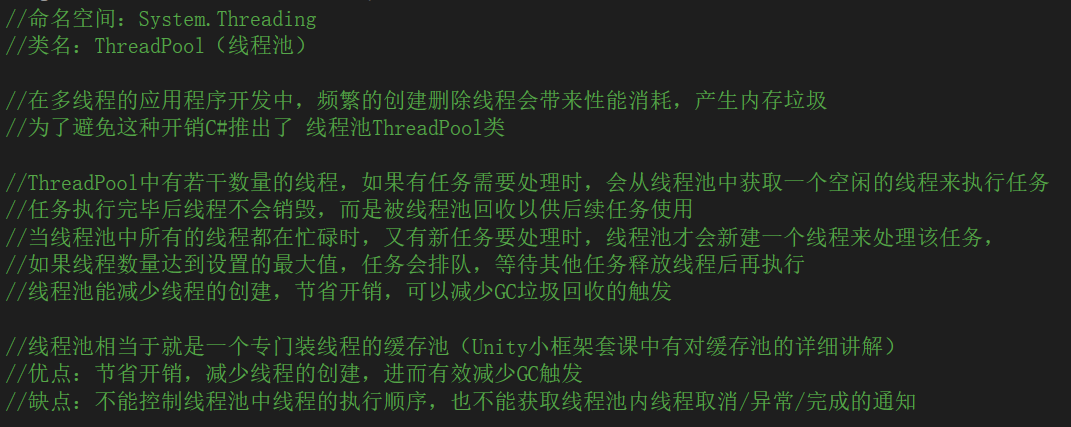 //命名空间：System.Threading
//类名：ThreadPool（线程池）
//在多线程的应用程序开发中，频繁的创建删除线程会带来性能消耗，产生内存垃圾
//为了避免这种开销C#推出了 线程池ThreadPool类
//ThreadPool中有若干数量的线程，如果有任务需要处理时，会从线程池中获取一个空闲的线程来执行任务
//任务执行完毕后线程不会销毁，而是被线程池回收以供后续任务使用
//当线程池中所有的线程都在忙碌时，又有新任务要处理时，线程池才会新建一个线程来处理该任务，
//如果线程数量达到设置的最大值，任务会排队，等待其他任务释放线程后再执行
//线程池能减少线程的创建，节省开销，可以减少GC垃圾回收的触发
//线程池相当于就是一个专门装线程的缓存池（Unity小框架套课中有对缓存池的详细讲解）
//优点：节省开销，减少线程的创建，进而有效减少GC触发
//缺点：不能控制线程池中线程的执行顺序，也不能获取线程池内线程取消/异常/完成的通知